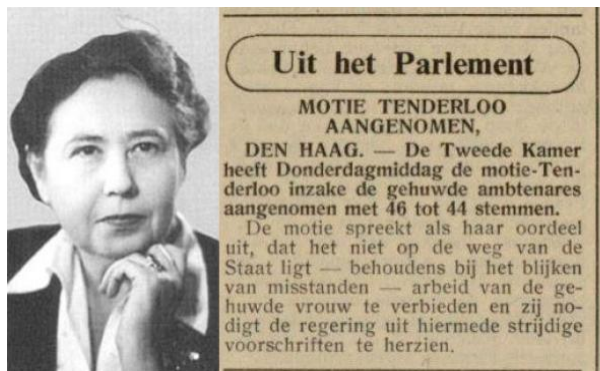 Uit het Parlement
MOTIE TENDERLOO
AANGENOMEN,
DEN HAAG. — De Tweede Kamer
heeft Donderdagmiddag de motie-Ten-
derloo inzake de gehuwde ambtenares
aangenomen met 46 tot 44 stemmen.
De motie spreekt als haar oordeel
uit, dat het niet op de weg van de
Staat ligt — behoudens bij het blijken
van misstanden — arbeid van de ge-
huwde vrouw te verbieden en zij no-
digt de regering uit hiermede strijdige
voorschriften te herzien.